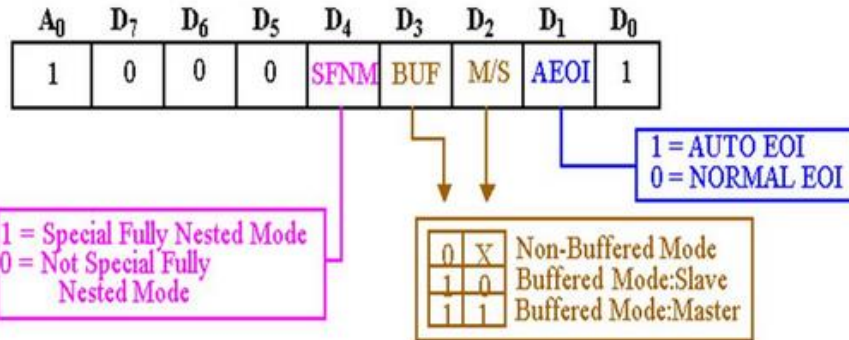 A0 D7 D6 D5 D4 D3 D2 D1 D0
1 0 0 0 SFNM BUF M/S AEOI 1
1 = AUTO EOI
0 = NORMAL EOI
1 = Special Fully Nested Mode
0 = Not Special Fully
Nested Mode
0 X Non-Buffered Mode
1 0 Buffered Mode:Slave
1 1 Buffered Mode:Master